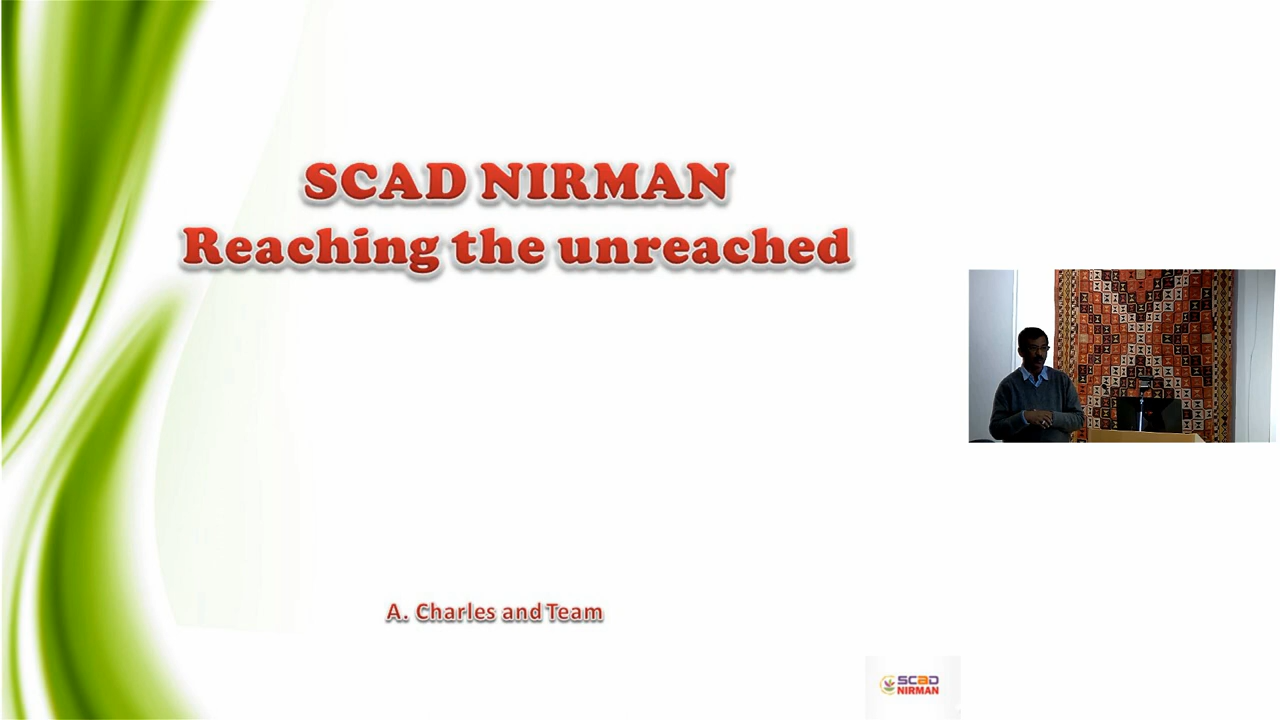 SCAD NIRMAN
Reaching the unreached
A. Charles and Team
SCaD
NIRMAN